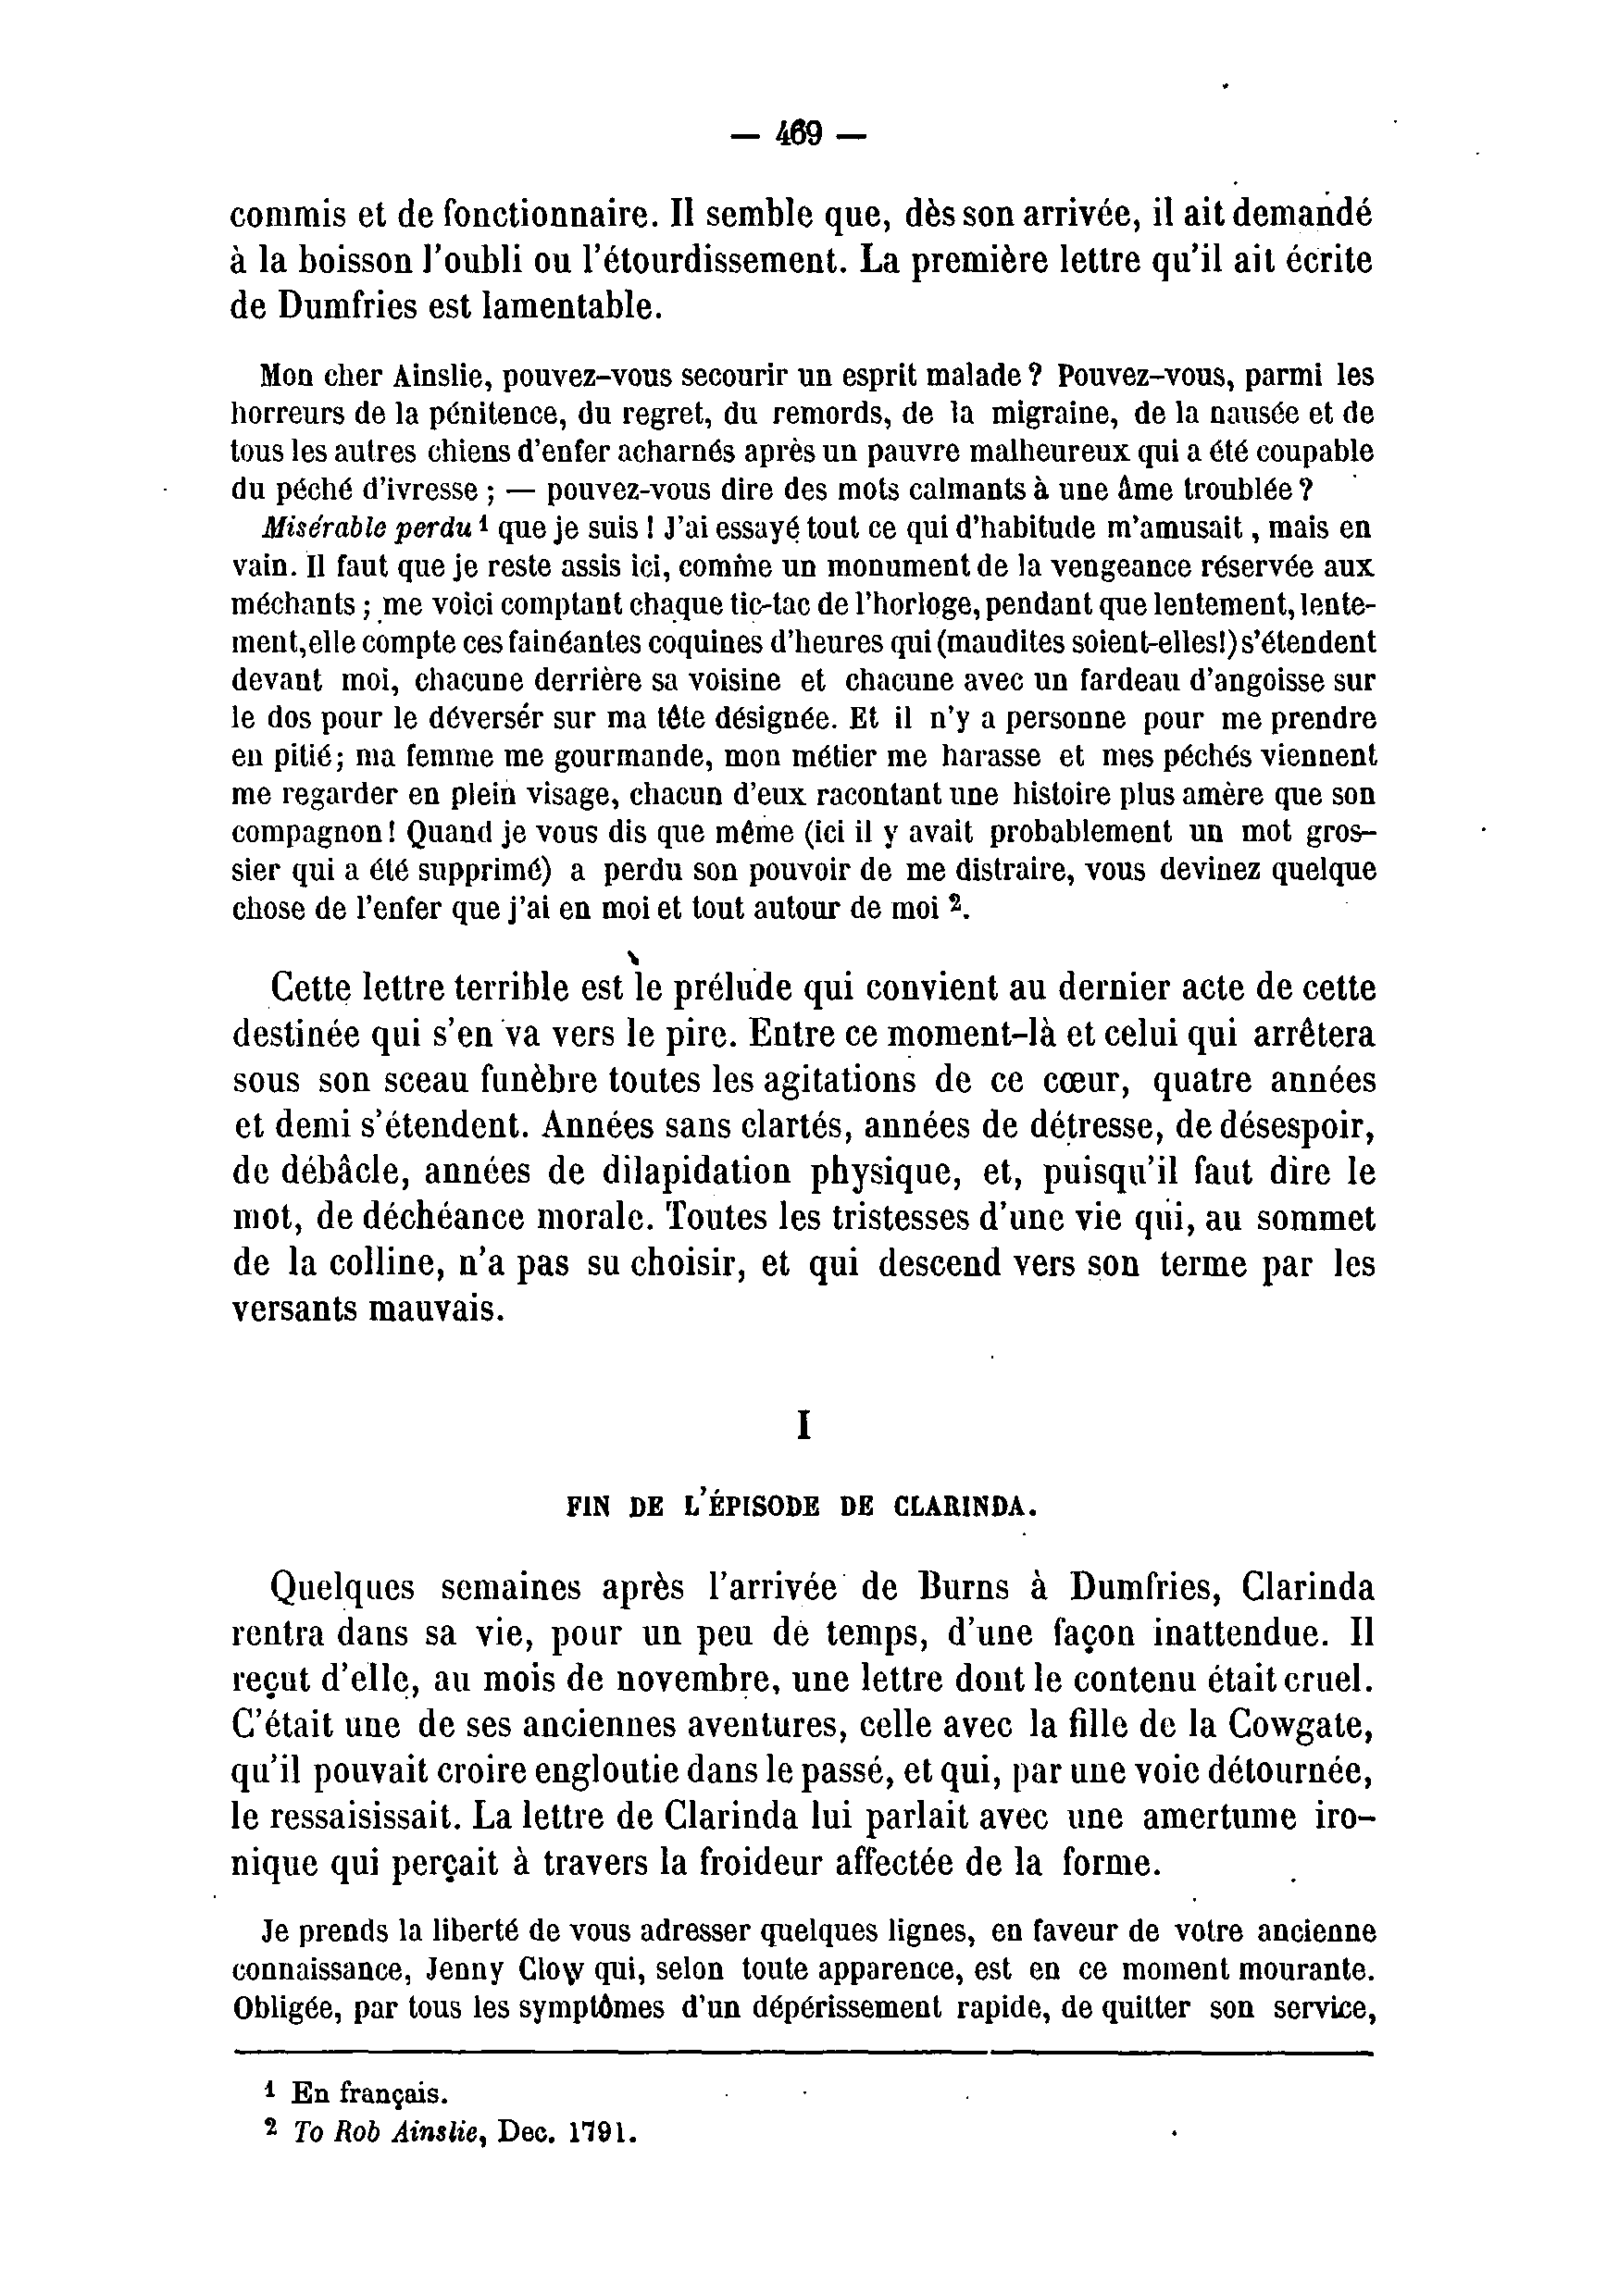 — 469 —
commis et de fonctionnaire. Il semble que, dès son arrivée, il ait demandé
à la boisson l'oubli ou l'étourdissement. La première lettre qu'il ait écrite
de Dumfries est lamentable.
Mon cher Ainslie, pouvez-vous secourir un esprit malade ? Pouvez-vous, parmi les
horreurs de la pénitence, du regret, du remords, de la migraine, de la nausée et de
tous les autres chiens d'enfer acharnés après un pauvre malheureux qui a été coupable
du péché d'ivresse ; — pouvez-vous dire des mots calmants à une âme troublée ?
Misérable perdu ¹ que je suis ! J'ai essayé tout ce qui d'habitude m'amusait, mais en
vain. Il faut que je reste assis ici, comme un monument de la vengeance réservée aux
méchants ; me voici comptant chaque tic-tac de l'horloge, pendant que lentement, lente-
ment, elle compte ces fainéantes coquines d'heures qui (maudites soient-elles!) s'étendent
devant moi, chacune derrière sa voisine et chacune avec un fardeau d'angoisse sur
le dos pour le déversér sur ma tête désignée. Et il n'y a personne pour me prendre
en pitié; ma femme me gourmande, mon métier me harasse et mes péchés viennent
me regarder en plein visage, chacun d'eux racontant une histoire plus amère que son
compagnon! Quand je vous dis que même (ici il y avait probablement un mot gros-
sier qui a été supprimé) a perdu son pouvoir de me distraire, vous devinez quelque
chose de l'enfer que j'ai en moi et tout autour de moi ².
Cette lettre terrible est le prélude qui convient au dernier acte de cette
destinée qui s'en va vers le pire. Entre ce moment-là et celui qui arrêtera
sous son sceau funèbre toutes les agitations de ce cœur, quatre années
et demi s'étendent. Années sans clartés, années de détresse, de désespoir,
de débâcle, années de dilapidation physique, et, puisqu'il faut dire le
mot, de déchéance morale. Toutes les tristesses d'une vie qui, au sommet
de la colline, n'a pas su choisir, et qui descend vers son terme par les
versants mauvais.
I
FIN DE L'ÉPISODE DE CLARINDA.
Quelques semaines après l'arrivée de Burns à Dumfries, Clarinda
rentra dans sa vie, pour un peu de temps, d'une façon inattendue. Il
reçut d'elle, au mois de novembre, une lettre dont le contenu était cruel.
C'était une de ses anciennes aventures, celle avec la fille de la Cowgate,
qu'il pouvait croire engloutie dans le passé, et qui, par une voie détournée,
le ressaisissait. La lettre de Clarinda lui parlait avec une amertume iro-
nique qui perçait à travers la froideur affectée de la forme.
Je prends la liberté de vous adresser quelques lignes, en faveur de votre ancienne
connaissance, Jenny Clow qui, selon toute apparence, est en ce moment mourante.
Obligée, par tous les symptômes d'un dépérissement rapide, de quitter son service,
¹ En français.
² To Rob Ainslie, Dec. 1791.